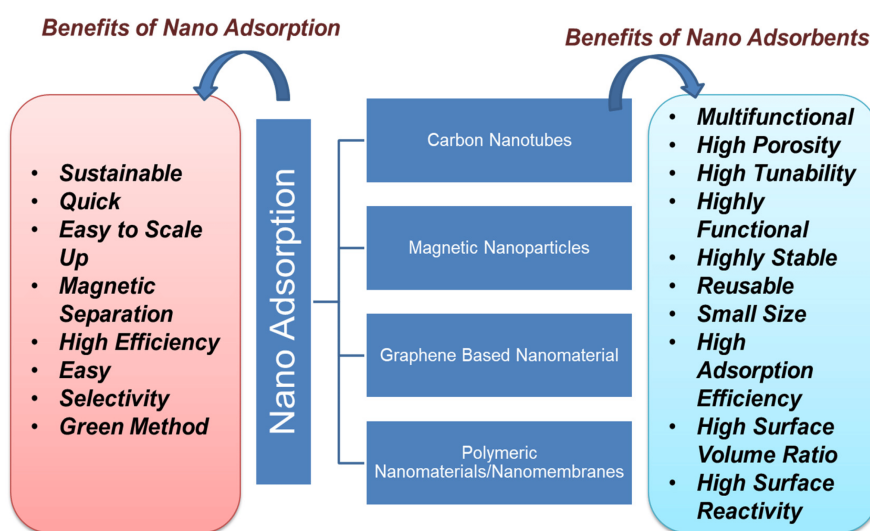 Benefits of Nano Adsorption
Benefits of Nano Adsorbents
• Sustainable
• Quick
• Easy to Scale
Up
• Magnetic
Separation
• High Efficiency
• Easy
• Selectivity
• Green Method
Nano Adsorption
Carbon Nanotubes
Magnetic Nanoparticles
Graphene Based Nanomaterial
Polymeric
Nanomaterials/Nanomembranes
• Multifunctional
• High Porosity
• High Tunability
• Highly
Functional
• Highly Stable
• Reusable
• Small Size
• High
Adsorption
Efficiency
• High Surface
Volume Ratio
• High Surface
Reactivity